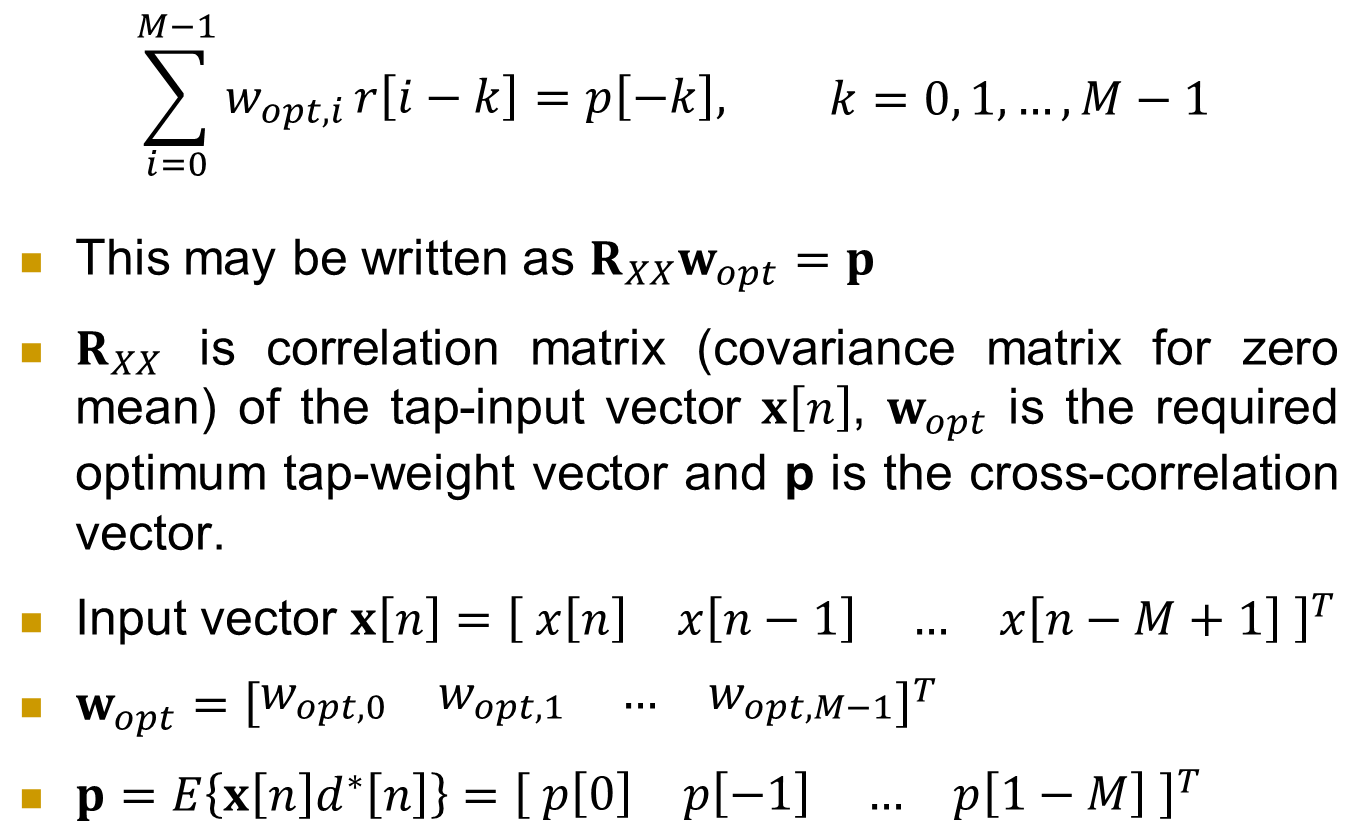 M−1
∑ w_{opt,i} r[i − k] = p[−k], k = 0, 1, … , M − 1
i=0
■ This may be written as 𝐑_{XX}𝐰_{opt} = 𝐩
■ 𝐑_{XX} is correlation matrix (covariance matrix for zero
mean) of the tap-input vector 𝐱[n], 𝐰_{opt} is the required
optimum tap-weight vector and p is the cross-correlation
vector.
■ Input vector 𝐱[n] = [ x[n] x[n − 1] … x[n − M + 1] ]^T
■ 𝐰_{opt} = [w_{opt,0} w_{opt,1} … w_{opt,M−1}]^T
■ 𝐩 = E{𝐱[n]d*[n]} = [ p[0] p[−1] … p[1 − M] ]^T